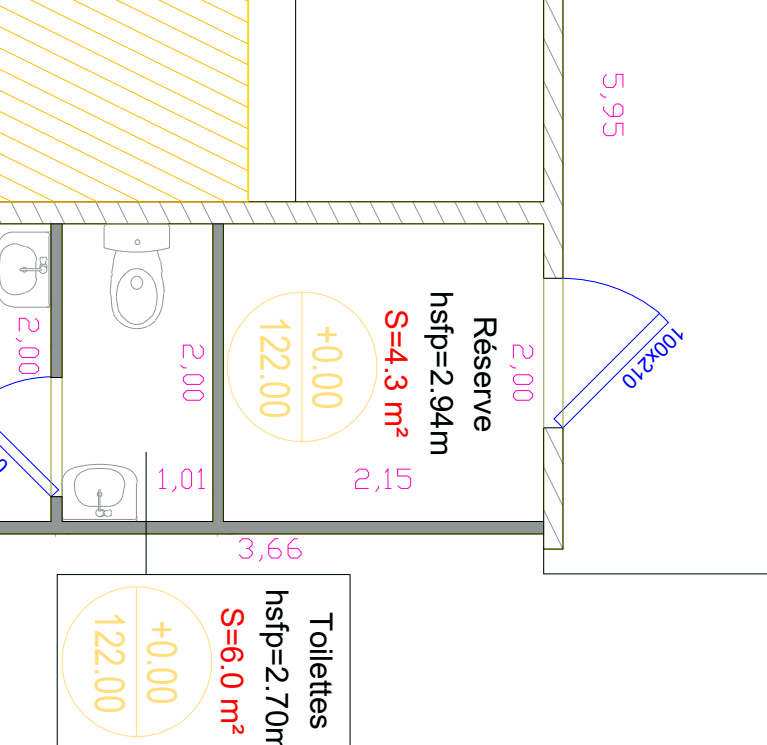 5,95
100x210
Réserve
hsfp=2.94m
S=4.3 m²
+0.00
122.00
2,00
2,00
2,00
2,15
1,01
3,66
Toilettes
hsfp=2.70m
S=6.0 m²
+0.00
122.00